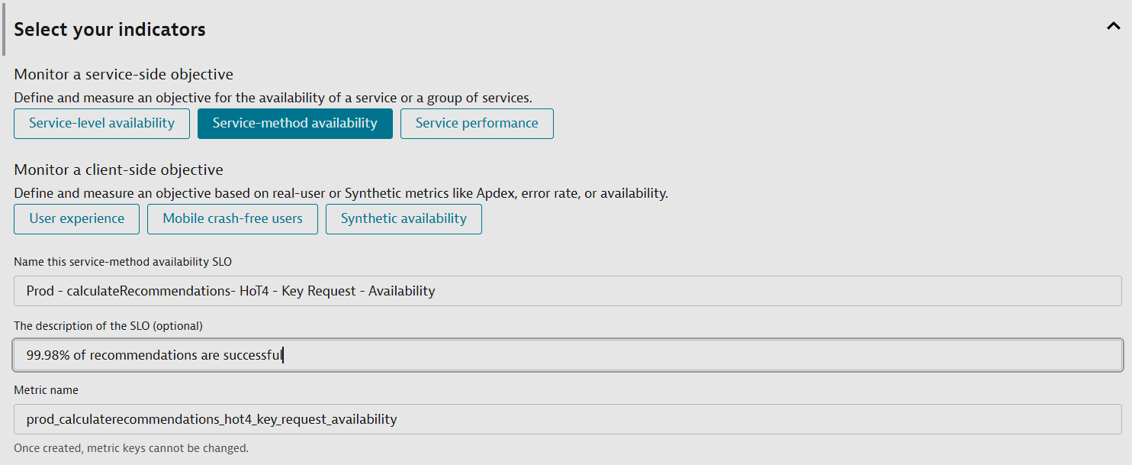 Select your indicators
Monitor a service-side objective
Define and measure an objective for the availability of a service or a group of services.
Service-level availability
Service-method availability
Service performance
Monitor a client-side objective
Define and measure an objective based on real-user or Synthetic metrics like Apdex, error rate, or availability.
User experience
Mobile crash-free users
Synthetic availability
Name this service-method availability SLO
Prod - calculateRecommendations- HoT4 - Key Request - Availability
The description of the SLO (optional)
99.98% of recommendations are successful
Metric name
prod_calculaterecommendations_hot4_key_request_availability
Once created, metric keys cannot be changed.